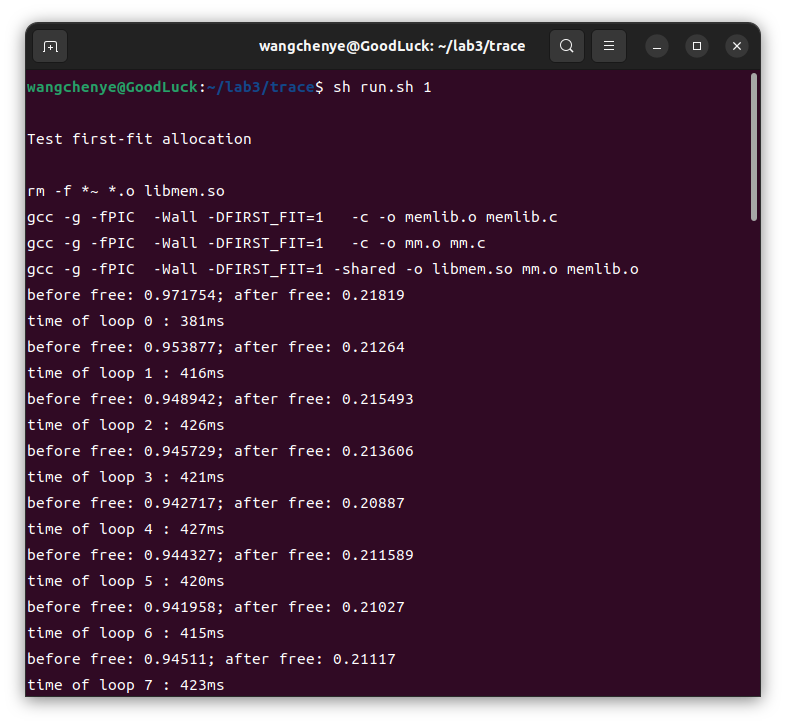 wangchenye@GoodLuck: ~/lab3/trace
wangchenye@GoodLuck:~/lab3/trace$ sh run.sh 1
Test first-fit allocation
rm -f *~ *.o libmem.so
gcc -g -fPIC  -Wall -DFIRST_FIT=1   -c -o memlib.o memlib.c
gcc -g -fPIC  -Wall -DFIRST_FIT=1   -c -o mm.o mm.c
gcc -g -fPIC  -Wall -DFIRST_FIT=1 -shared -o libmem.so mm.o memlib.o
before free: 0.971754; after free: 0.21819
time of loop 0 : 381ms
before free: 0.953877; after free: 0.21264
time of loop 1 : 416ms
before free: 0.948942; after free: 0.215493
time of loop 2 : 426ms
before free: 0.945729; after free: 0.213606
time of loop 3 : 421ms
before free: 0.942717; after free: 0.20887
time of loop 4 : 427ms
before free: 0.944327; after free: 0.211589
time of loop 5 : 420ms
before free: 0.941958; after free: 0.21027
time of loop 6 : 415ms
before free: 0.94511; after free: 0.21117
time of loop 7 : 423ms